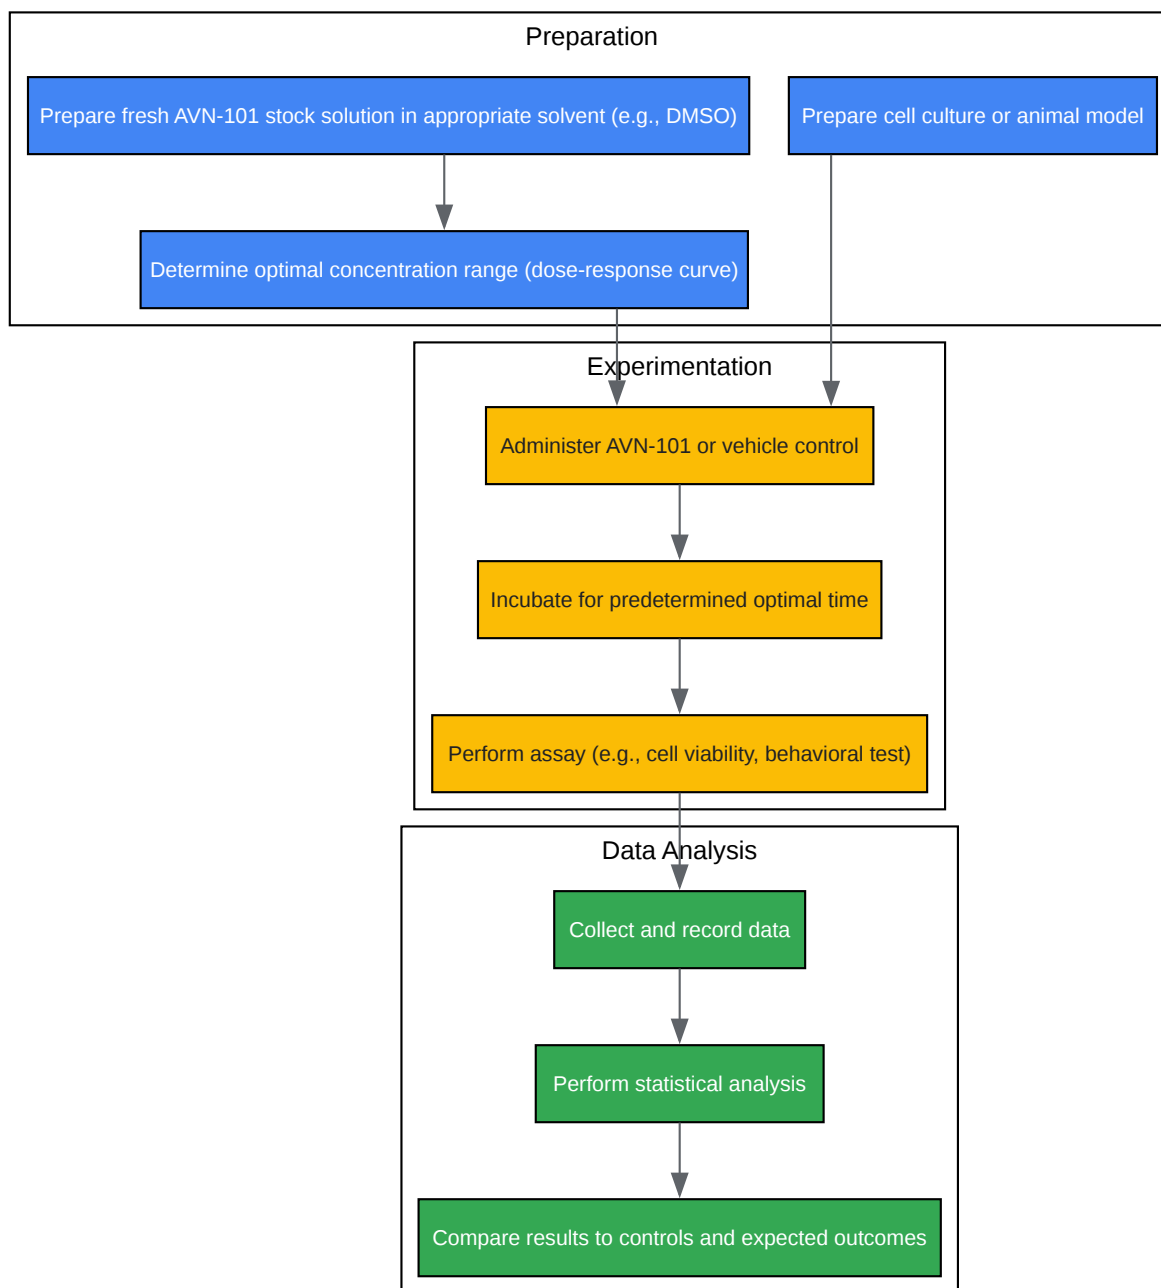 Preparation
Prepare fresh AVN-101 stock solution in appropriate solvent (e.g., DMSO)
Prepare cell culture or animal model
Determine optimal concentration range (dose-response curve)
Experimentation
Administer AVN-101 or vehicle control
Incubate for predetermined optimal time
Perform assay (e.g., cell viability, behavioral test)
Data Analysis
Collect and record data
Perform statistical analysis
Compare results to controls and expected outcomes